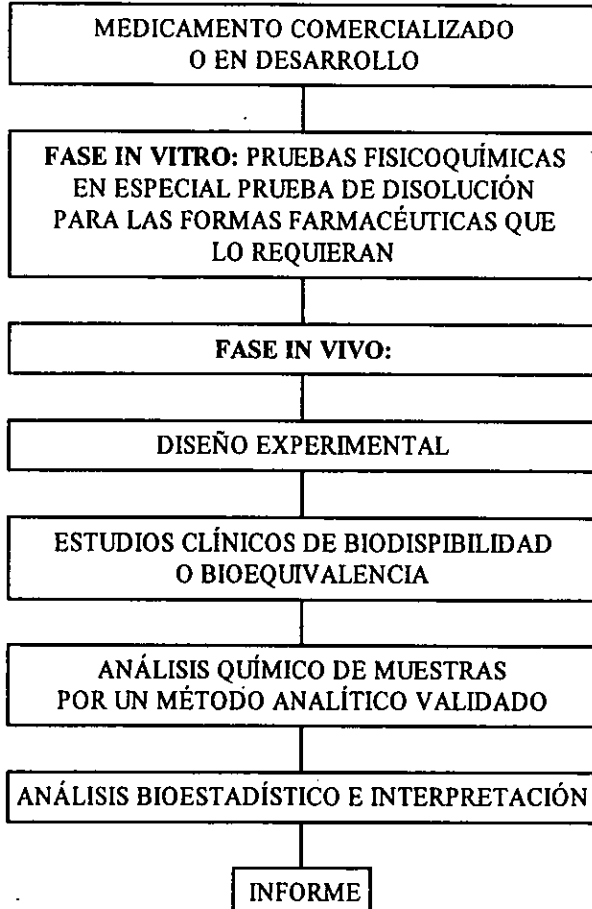 MEDICAMENTO COMERCIALIZADO
O EN DESARROLLO
FASE IN VITRO: PRUEBAS FISICOQUÍMICAS
EN ESPECIAL PRUEBA DE DISOLUCIÓN
PARA LAS FORMAS FARMACÉUTICAS QUE
LO REQUIERAN
FASE IN VIVO:
DISEÑO EXPERIMENTAL
ESTUDIOS CLÍNICOS DE BIODISPIBILIDAD
O BIOEQUIVALENCIA
ANÁLISIS QUÍMICO DE MUESTRAS
POR UN MÉTODO ANALÍTICO VALIDADO
ANÁLISIS BIOESTADÍSTICO E INTERPRETACIÓN
INFORME